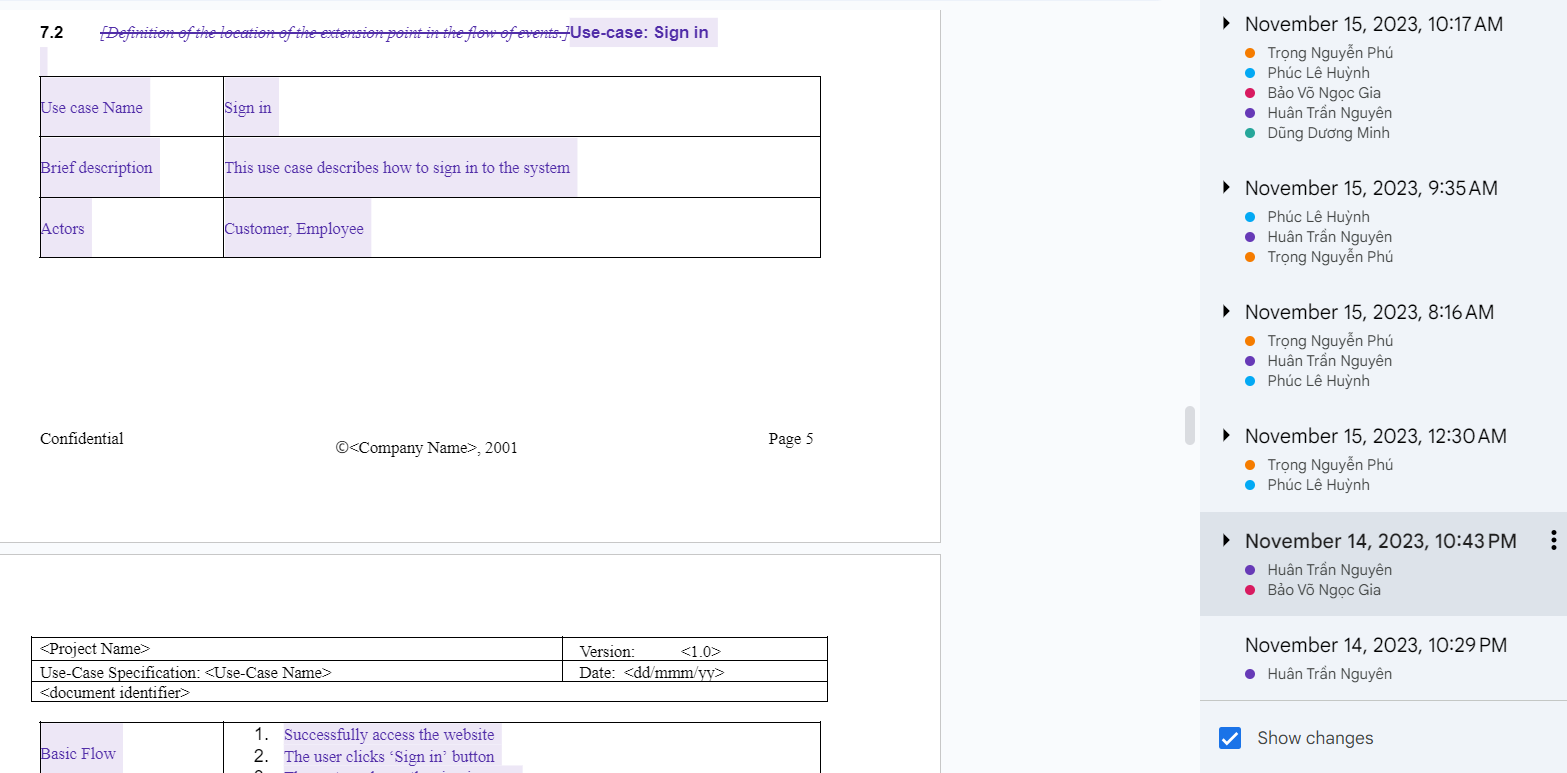 7.2 [Definition of the location of the extension point in the flow of events.]Use-case: Sign in
Use case Name Sign in
Brief description This use case describes how to sign in to the system
Actors Customer, Employee
Confidential ©<Company Name>, 2001 Page 5
<Project Name> Version: <1.0>
Use-Case Specification: <Use-Case Name> Date: <dd/mmm/yy>
<document identifier>
Basic Flow
1. Successfully access the website
2. The user clicks ‘Sign in’ button
November 15, 2023, 10:17 AM
Trọng Nguyễn Phú
Phúc Lê Huỳnh
Bảo Võ Ngọc Gia
Huân Trần Nguyên
Dũng Dương Minh
November 15, 2023, 9:35 AM
Phúc Lê Huỳnh
Huân Trần Nguyên
Trọng Nguyễn Phú
November 15, 2023, 8:16 AM
Trọng Nguyễn Phú
Huân Trần Nguyên
Phúc Lê Huỳnh
November 15, 2023, 12:30 AM
Trọng Nguyễn Phú
Phúc Lê Huỳnh
November 14, 2023, 10:43 PM
Huân Trần Nguyên
Bảo Võ Ngọc Gia
November 14, 2023, 10:29 PM
Huân Trần Nguyên
Show changes